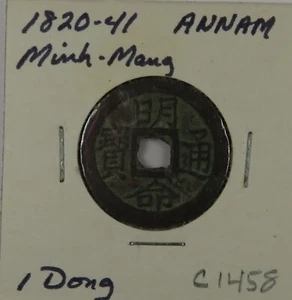 1820-41 ANNAM
Minh-Mang
明
寶 通
命
1 Dong C1458